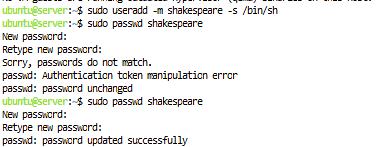 ubuntu@server:~$ sudo useradd -m shakespeare -s /bin/sh
ubuntu@server:~$ sudo passwd shakespeare
New password:
Retype new password:
Sorry, passwords do not match.
passwd: Authentication token manipulation error
passwd: password unchanged
ubuntu@server:~$ sudo passwd shakespeare
New password:
Retype new password:
passwd: password updated successfully